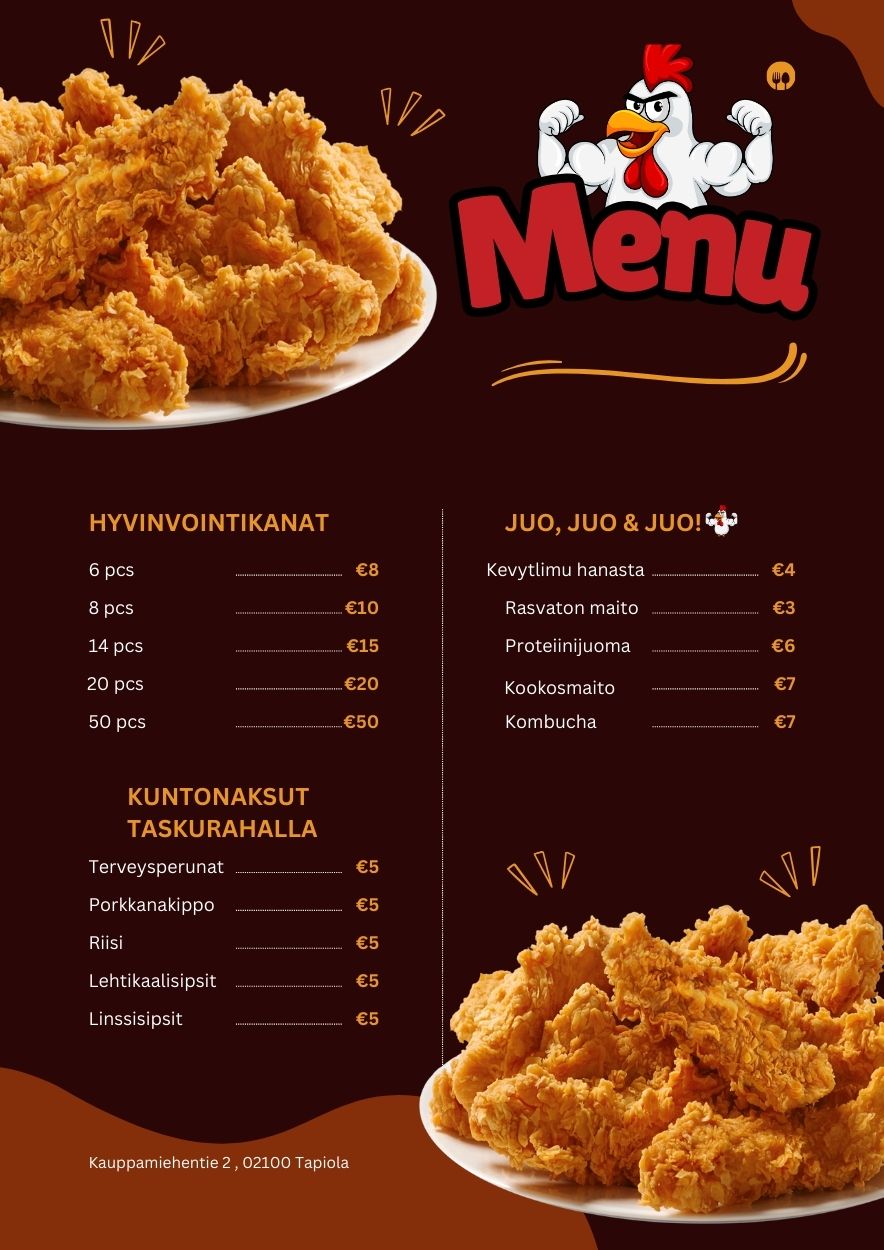 Menu
HYVINVOINTIKANAT
6 pcs €8
8 pcs €10
14 pcs €15
20 pcs €20
50 pcs €50
KUNTONAKSUT
TASKURAHALLA
Terveysperunat €5
Porkkanakippo €5
Riisi €5
Lehtikaalisipsit €5
Linssisipsit €5
JUO, JUO & JUO!
Kevytlimu hanasta €4
Rasvaton maito €3
Proteiinijuoma €6
Kookosmaito €7
Kombucha €7
Kauppamiehentie 2 , 02100 Tapiola